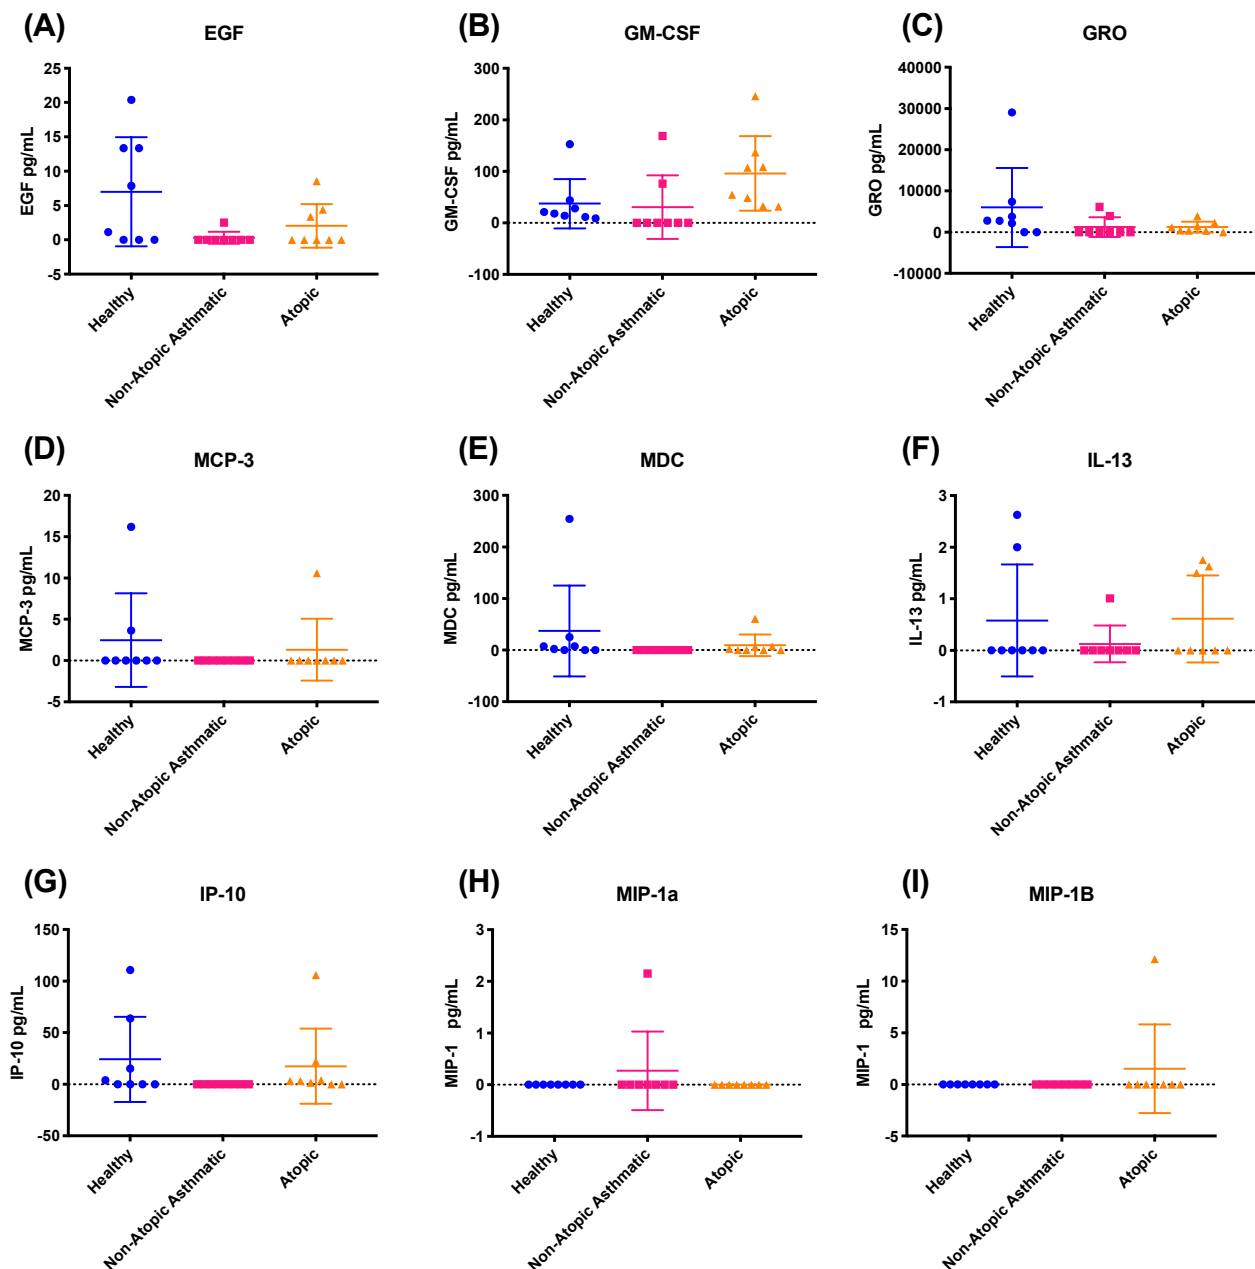 (A) EGF
25
20
15
10
5
0
-5
EGF pg/mL
Healthy
Non-Atopic Asthmatic
Atopic
(B) GM-CSF
300
200
100
0
-100
GM-CSF pg/mL
Healthy
Non-Atopic Asthmatic
Atopic
(C) GRO
40000
30000
20000
10000
0
-10000
GRO pg/mL
Healthy
Non-Atopic Asthmatic
Atopic
(D) MCP-3
20
15
10
5
0
-5
MCP-3 pg/mL
Healthy
Non-Atopic Asthmatic
Atopic
(E) MDC
300
200
100
0
-100
MDC pg/mL
Healthy
Non-Atopic Asthmatic
Atopic
(F) IL-13
3
2
1
0
-1
IL-13 pg/mL
Healthy
Non-Atopic Asthmatic
Atopic
(G) IP-10
150
100
50
0
-50
IP-10 pg/mL
Healthy
Non-Atopic Asthmatic
Atopic
(H) MIP-1a
3
2
1
0
-1
MIP-1 pg/mL
Healthy
Non-Atopic Asthmatic
Atopic
(I) MIP-1B
15
10
5
0
-5
MIP-1 pg/mL
Healthy
Non-Atopic Asthmatic
Atopic